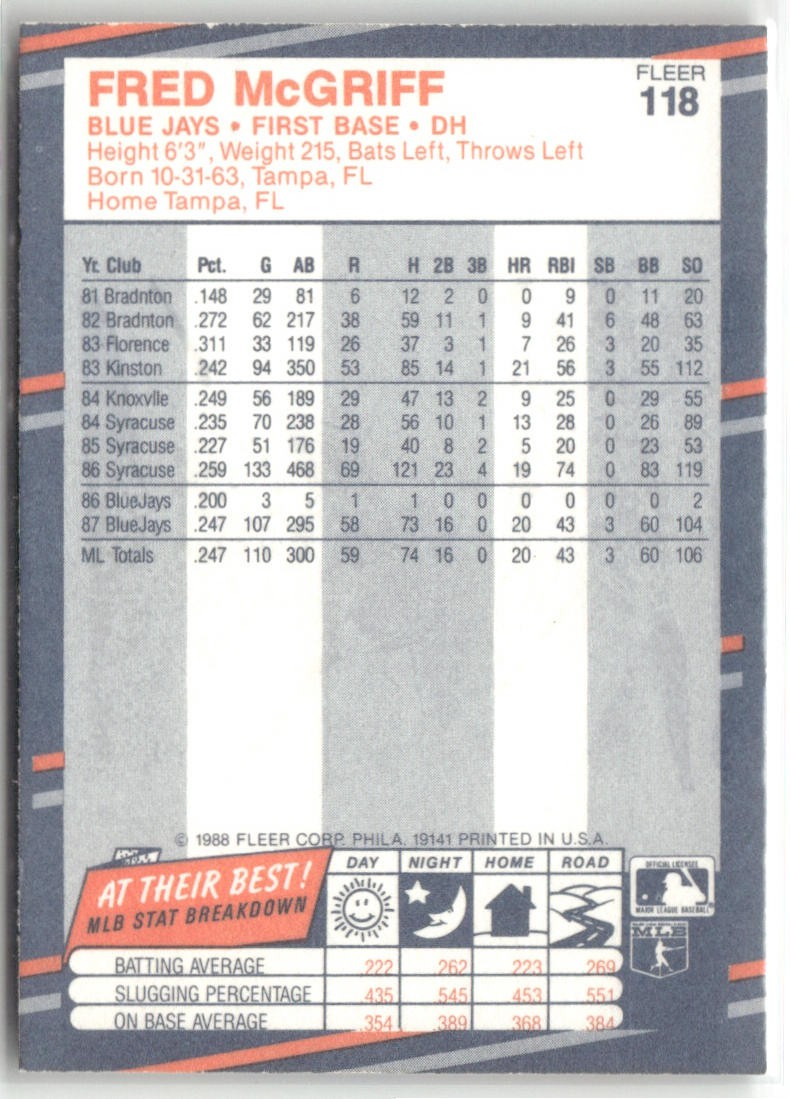 FRED McGRIFF
FLEER
118
BLUE JAYS • FIRST BASE • DH
Height 6'3", Weight 215, Bats Left, Throws Left
Born 10-31-63, Tampa, FL
Home Tampa, FL
Yr. Club Pct. G AB R H 2B 3B HR RBI SB BB SO
81 Bradnton .148 29 81 6 12 2 0 0 9 0 11 20
82 Bradnton .272 62 217 38 59 11 1 9 41 6 48 63
83 Florence .311 33 119 26 37 3 1 7 26 3 20 35
83 Kinston .242 94 350 53 85 14 1 21 56 3 55 112
84 Knoxvlle .249 56 189 29 47 13 2 9 25 0 29 55
84 Syracuse .235 70 238 28 56 10 1 13 28 0 26 89
85 Syracuse .227 51 176 19 40 8 2 5 20 0 23 53
86 Syracuse .259 133 468 69 121 23 4 19 74 0 83 119
86 BlueJays .200 3 5 1 1 0 0 0 0 0 0 2
87 BlueJays .247 107 295 58 73 16 0 20 43 3 60 104
ML Totals .247 110 300 59 74 16 0 20 43 3 60 106
© 1988 FLEER CORP. PHILA. 19141 PRINTED IN U.S.A.
AT THEIR BEST!
MLB STAT BREAKDOWN
DAY NIGHT HOME ROAD
OFFICIAL LICENSEE
MAJOR LEAGUE BASEBALL
MLB
BATTING AVERAGE .222 .262 .223 .269
SLUGGING PERCENTAGE .435 .545 .453 .551
ON BASE AVERAGE .354 .389 .368 .384